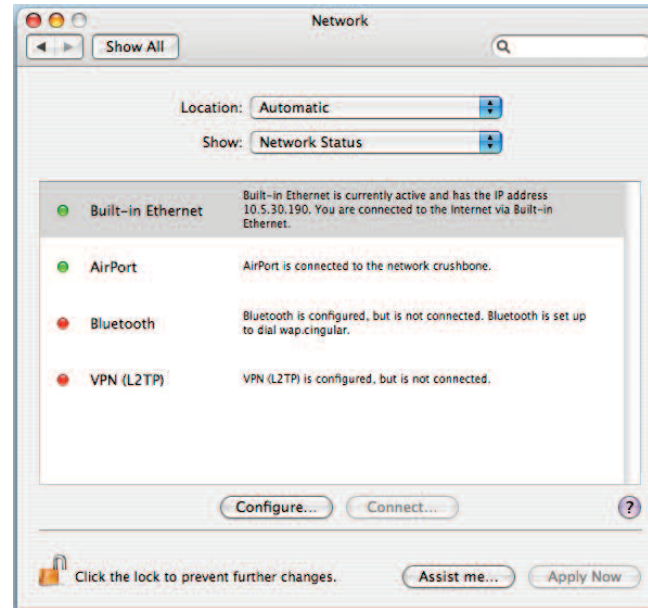 Network
Show All
Location: Automatic
Show: Network Status
Built-in Ethernet
Built-in Ethernet is currently active and has the IP address
10.5.30.190. You are connected to the Internet via Built-in
Ethernet.
AirPort
AirPort is connected to the network crushbone.
Bluetooth
Bluetooth is configured, but is not connected. Bluetooth is set up
to dial wap.cingular.
VPN (L2TP)
VPN (L2TP) is configured, but is not connected.
Configure... Connect... ?
Click the lock to prevent further changes. Assist me... Apply Now